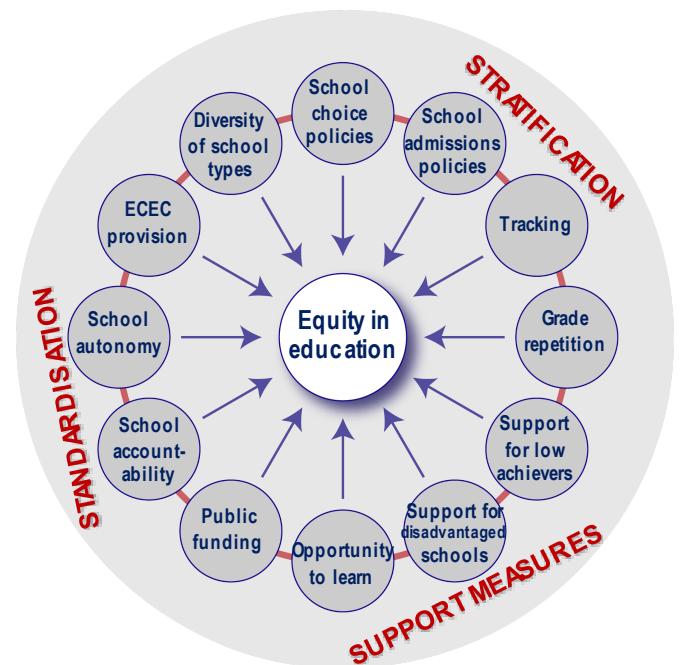 School
choice
policies
School
admissions
policies
STRATIFICATION
Tracking
Grade
repetition
Support
for low
achievers
Support for
disadvantaged
schools
SUPPORT MEASURES
Opportunity
to learn
Public
funding
School
account-
ability
STANDARDISATION
School
autonomy
ECEC
provision
Diversity
of school
types
Equity in
education